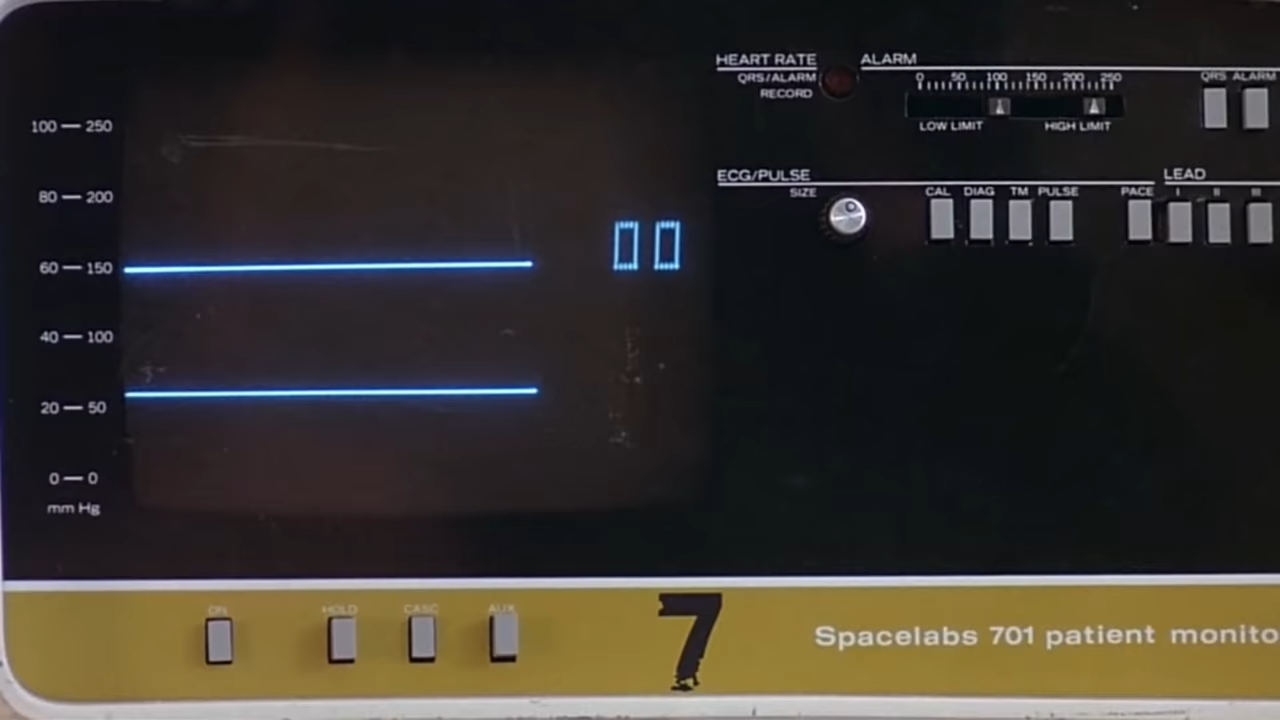 HEART RATE
ALARM
QRS/ALARM
RECORD
0 50 100 150 200 250
LOW LIMIT
HIGH LIMIT
QRS ALARM
100 — 250
80 — 200
60 — 150
40 — 100
20 — 50
0 — 0
mm Hg
00
ECG/PULSE
SIZE
CAL DIAG TM PULSE
PACE
LEAD
I II III
ON
HOLD
CASC
AUX
7
Spacelabs 701 patient monito